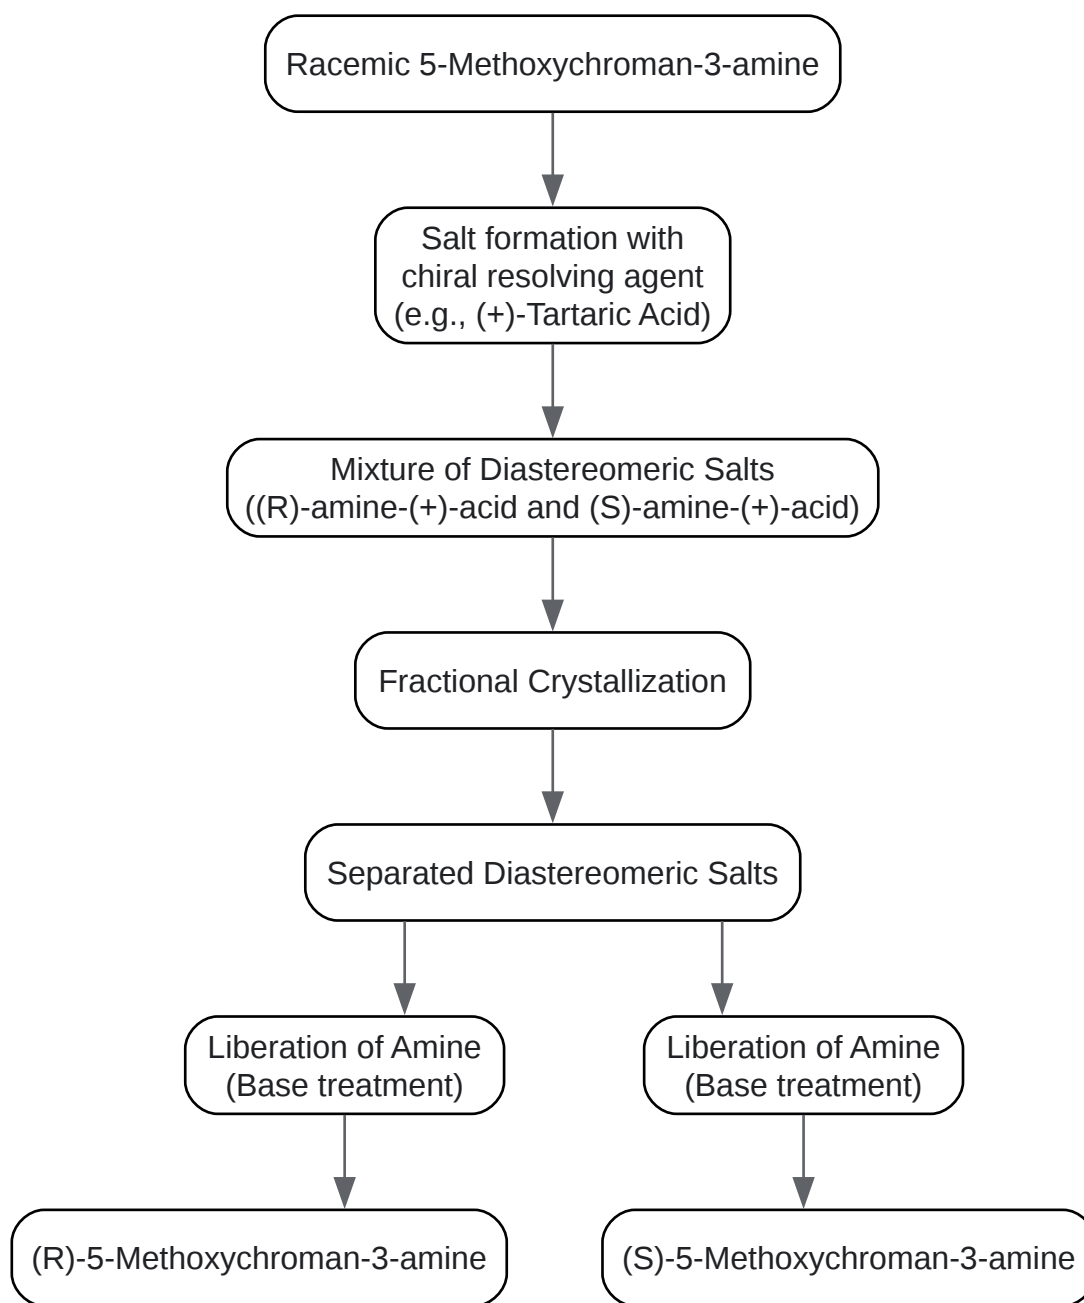 Racemic 5-Methoxychroman-3-amine
Salt formation with
chiral resolving agent
(e.g., (+)-Tartaric Acid)
Mixture of Diastereomeric Salts
((R)-amine-(+)-acid and (S)-amine-(+)-acid)
Fractional Crystallization
Separated Diastereomeric Salts
Liberation of Amine
(Base treatment)
Liberation of Amine
(Base treatment)
(R)-5-Methoxychroman-3-amine
(S)-5-Methoxychroman-3-amine